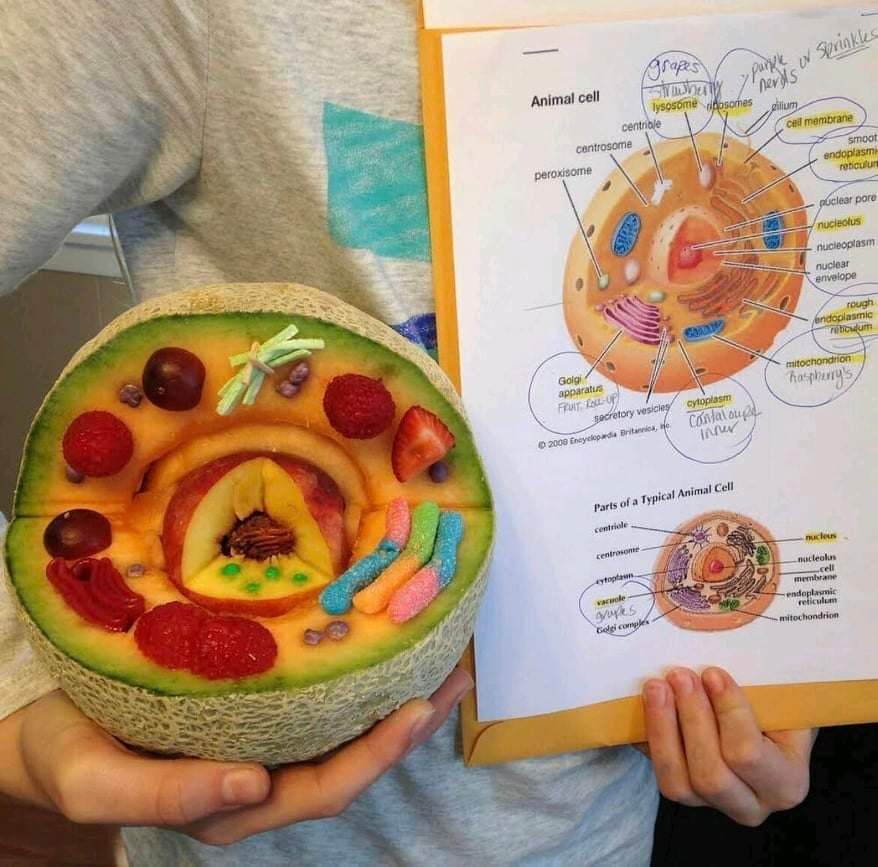 grapes
strawberry
purple
nerds or sprinkles
Animal cell
lysosome
ribosomes
cilium
centriole
cell membrane
centrosome
smoot
endoplasmi
reticulum
peroxisome
nuclear pore
nucleolus
nucleoplasm
nuclear
envelope
rough
endoplasmic
reticulum
mitochondrion
Raspberry's
Golgi
apparatus
FRUIT ROLL-UP
secretory vesicles
cytoplasm
Cantaloupe
inner
© 2009 Encyclopædia Britannica, Inc.
Parts of a Typical Animal Cell
centriole
centrosome
cytoplasm
vacuole
grapes
Golgi complex
nucleus
nucleolus
cell
membrane
endoplasmic
reticulum
mitochondrion